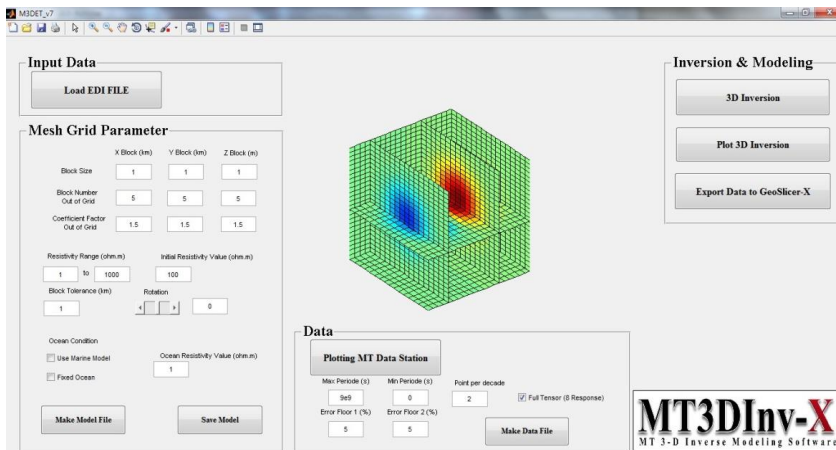 M3DET_v7
Input Data
Load EDI FILE
Mesh Grid Parameter
X Block (km) Y Block (km) Z Block (m)
Block Size 1 1 1
Block Number Out of Grid 5 5 5
Coefficient Factor Out of Grid 1.5 1.5 1.5
Resistivity Range (ohm.m) Initial Resistivity Value (ohm.m)
1 to 1000 100
Block Tolerance (km) Rotation
1 0
Ocean Condition
Use Marine Model Ocean Resistivity Value (ohm.m)
Fixed Ocean 1
Make Model File Save Model
Data
Plotting MT Data Station
Max Periode (s) Min Periode (s) Point per decade
9e9 0 2 Full Tensor (8 Response)
Error Floor 1 (%) Error Floor 2 (%)
5 5 Make Data File
Inversion & Modeling
3D Inversion
Plot 3D Inversion
Export Data to GeoSlicer-X
MT3DInv-X
MT 3-D Inverse Modeling Software